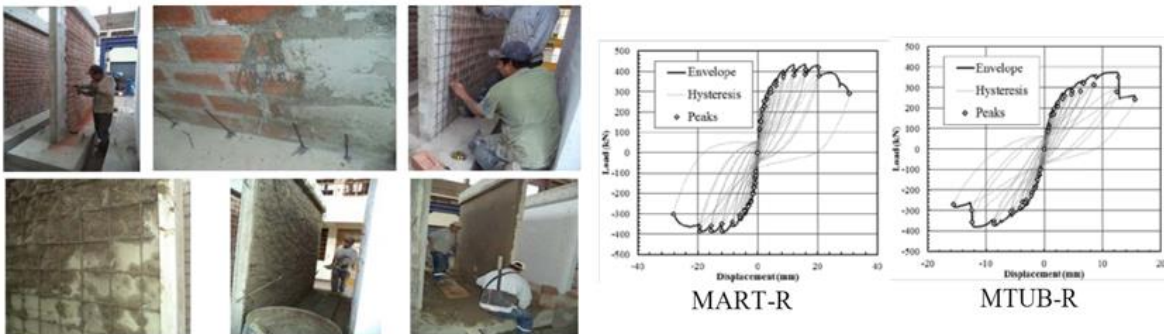 500
400
300
200
100
0
-100
-200
-300
-400
-500
Load (kN)
Envelope
Hysteresis
Peaks
-40
-20
0
20
40
Displacement (mm)
MART-R
500
400
300
200
100
0
-100
-200
-300
-400
-500
Load (kN)
Envelope
Hysteresis
Peaks
-20
-10
0
10
20
Displacement (mm)
MTUB-R